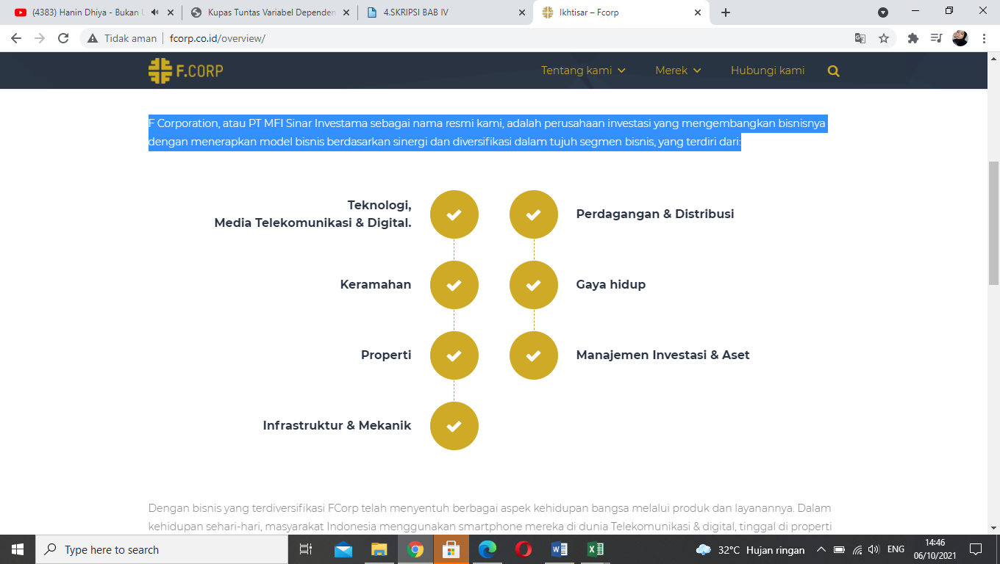 (4383) Hanin Dhiya - Bukan U
Kupas Tuntas Variabel Dependen
4.SKRIPSI BAB IV
Ikhtisar – Fcorp
Tidak aman
fcorp.co.id/overview/
F.CORP
Tentang kami
Merek
Hubungi kami
F Corporation, atau PT MFI Sinar Investama sebagai nama resmi kami, adalah perusahaan investasi yang mengembangkan bisnisnya
dengan menerapkan model bisnis berdasarkan sinergi dan diversifikasi dalam tujuh segmen bisnis, yang terdiri dari:
Teknologi,
Media Telekomunikasi & Digital.
Perdagangan & Distribusi
Keramahan
Gaya hidup
Properti
Manajemen Investasi & Aset
Infrastruktur & Mekanik
Dengan bisnis yang terdiversifikasi FCorp telah menyentuh berbagai aspek kehidupan bangsa melalui produk dan layanannya. Dalam
kehidupan sehari-hari, masyarakat Indonesia menggunakan smartphone mereka di dunia Telekomunikasi & digital, tinggal di properti
Type here to search
32°C Hujan ringan
ENG
14:46
06/10/2021